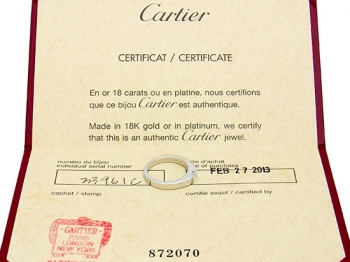 Cartier
CERTIFICAT / CERTIFICATE
En or 18 carats ou en platine, nous certifions
que ce bijou Cartier est authentique.
Made in 18K gold or in platinum, we certify
that this is an authentic Cartier jewel.
numéro du bijou
individual serial number
d'achat
of purchase
FEB 27 2013
cachet / stamp
certifié exact / certified by
CARTIER
PARIS
LONDON
NEW YORK
872070